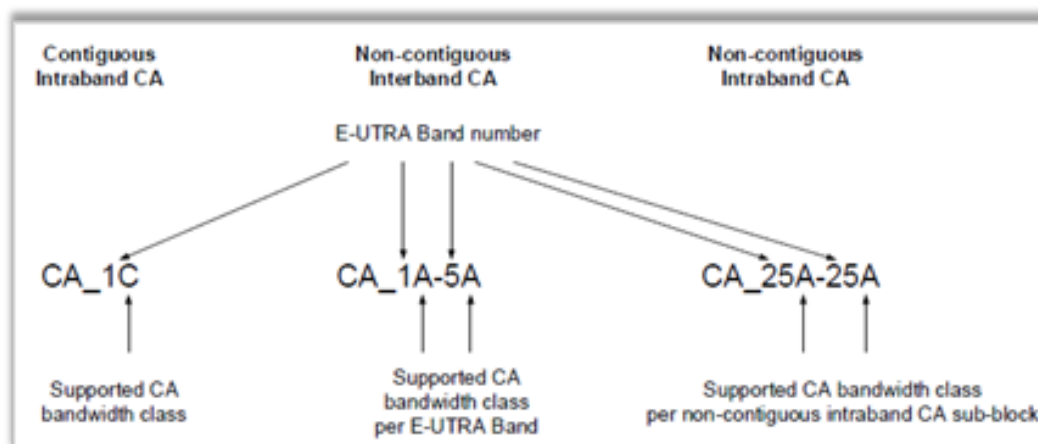 Contiguous
Intraband CA
Non-contiguous
Interband CA
Non-contiguous
Intraband CA
E-UTRA Band number
CA_1C
CA_1A-5A
CA_25A-25A
Supported CA
bandwidth class
Supported CA
bandwidth class
per E-UTRA Band
Supported CA bandwidth class
per non-contiguous intraband CA sub-block